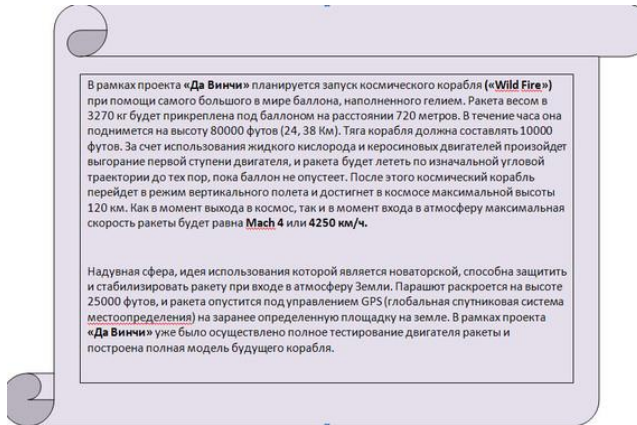 В рамках проекта «Да Винчи» планируется запуск космического корабля («Wild Fire»)
при помощи самого большого в мире баллона, наполненного гелием. Ракета весом в
3270 кг будет прикреплена под баллоном на расстоянии 720 метров. В течение часа она
поднимется на высоту 80000 футов (24, 38 Км). Тяга корабля должна составлять 10000
футов. За счет использования жидкого кислорода и керосиновых двигателей произойдет
выгорание первой ступени двигателя, и ракета будет лететь по изначальной угловой
траектории до тех пор, пока баллон не опустеет. После этого космический корабль
перейдет в режим вертикального полета и достигнет в космосе максимальной высоты
120 км. Как в момент выхода в космос, так и в момент входа в атмосферу максимальная
скорость ракеты будет равна Mach 4 или 4250 км/ч.
Надувная сфера, идея использования которой является новаторской, способна защитить
и стабилизировать ракету при входе в атмосферу Земли. Парашют раскроется на высоте
25000 футов, и ракета опустится под управлением GPS (глобальная спутниковая система
местоопределения) на заранее определенную площадку на земле. В рамках проекта
«Да Винчи» уже было осуществлено полное тестирование двигателя ракеты и
построена полная модель будущего корабля.